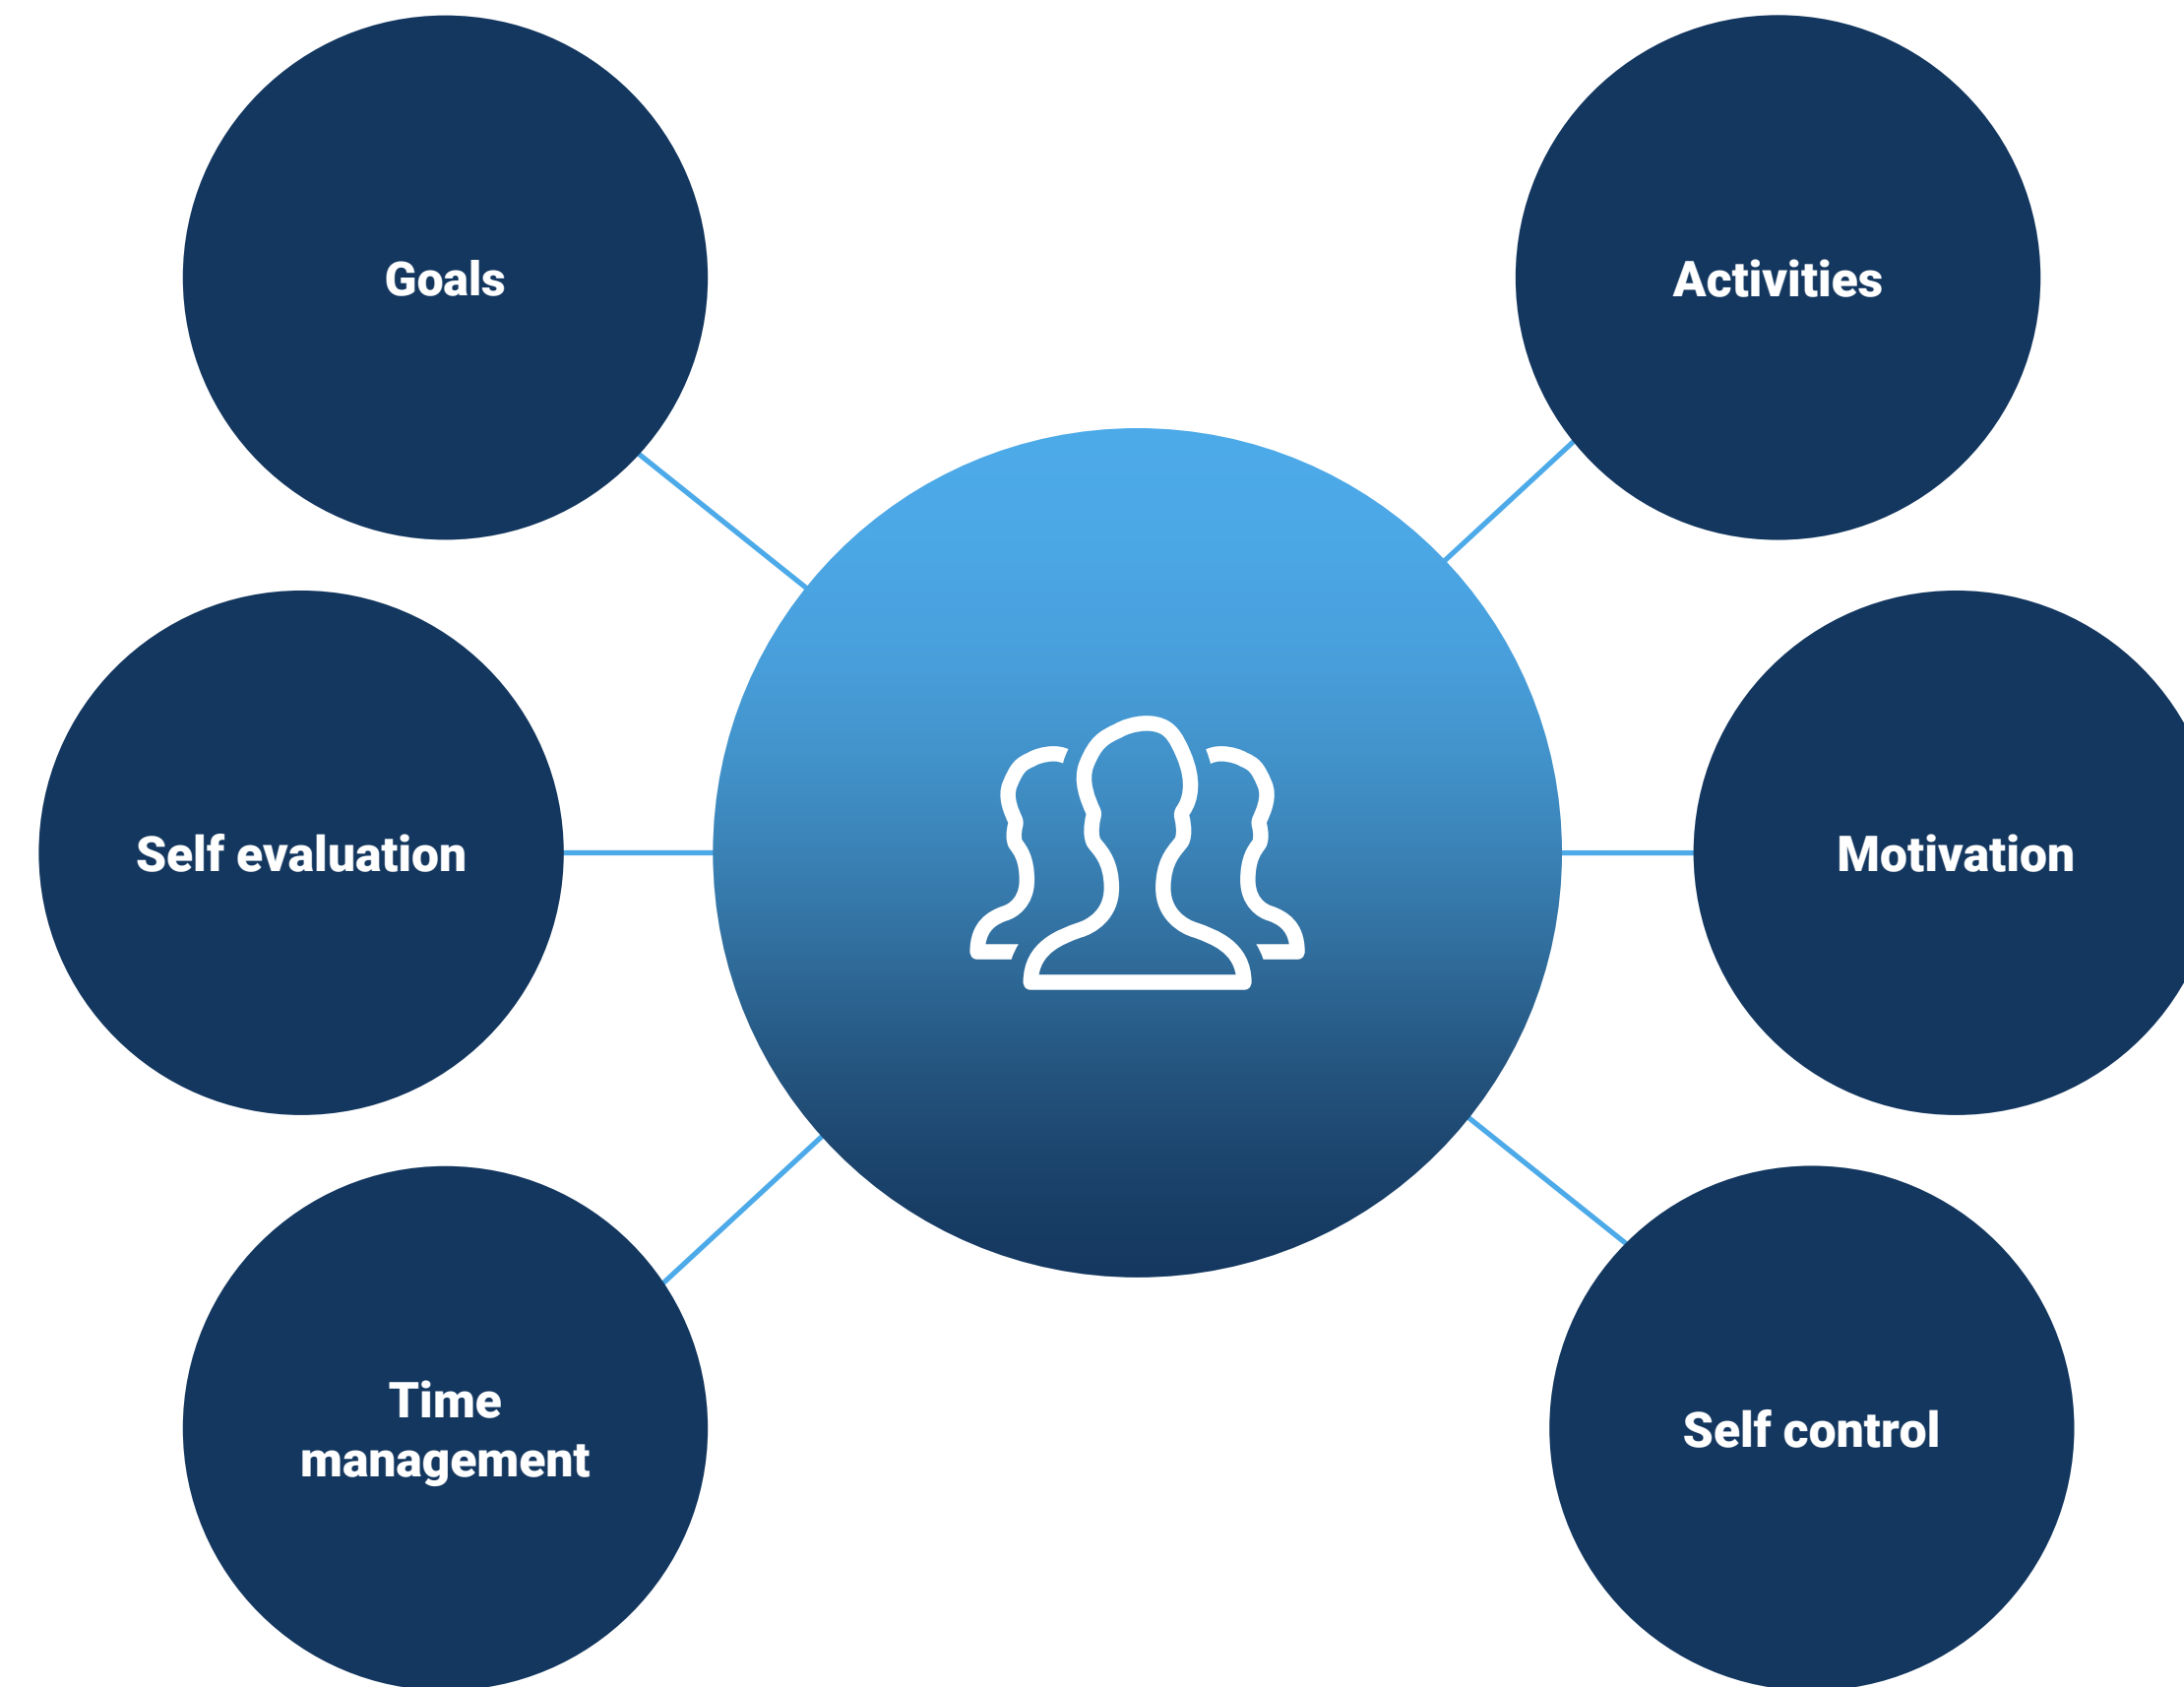 Goals
Activities
Self evaluation
Motivation
Time
management
Self control